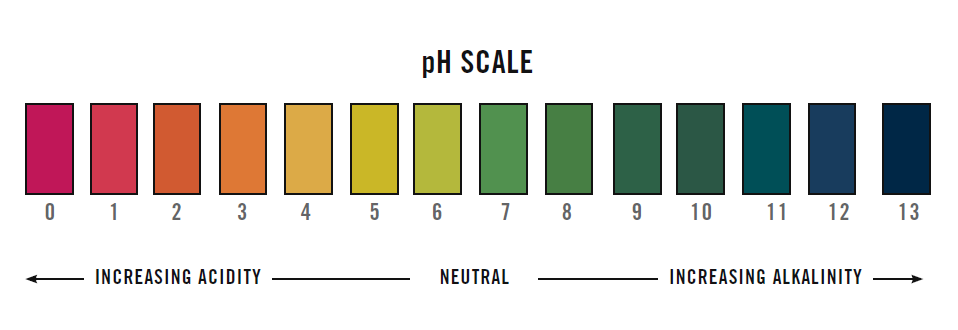 pH SCALE
0 1 2 3 4 5 6 7 8 9 10 11 12 13
INCREASING ACIDITY NEUTRAL INCREASING ALKALINITY